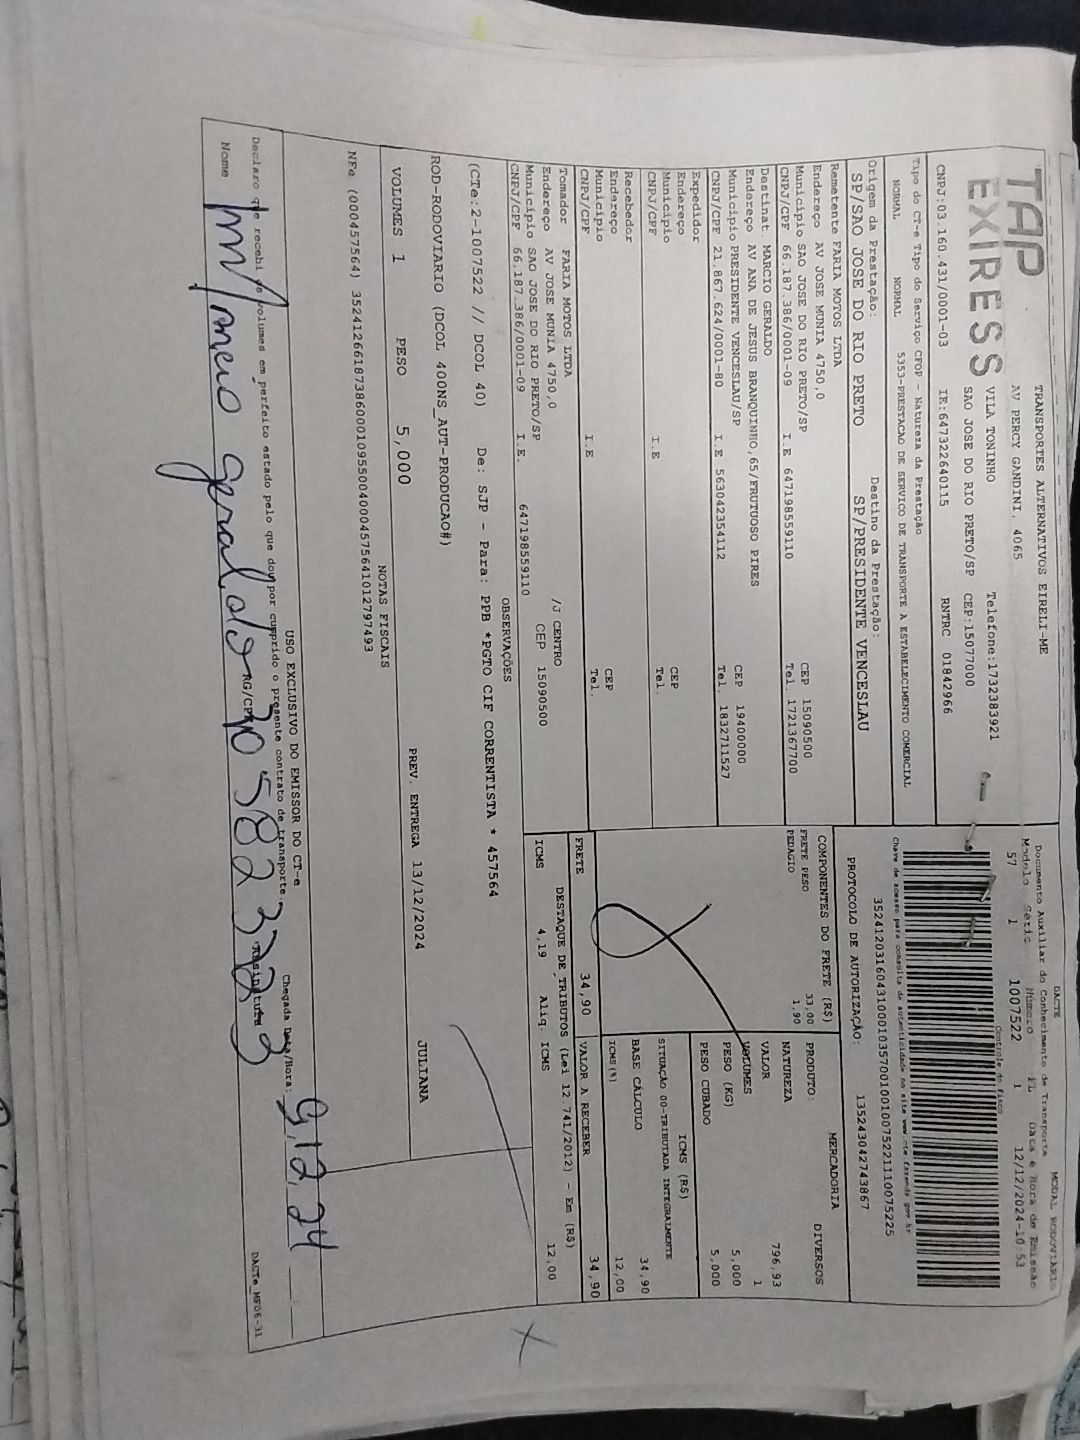 TAP
EXIRESS
TRANSPORTES ALTERNATIVOS EIRELI-ME
AV PERCY GANDINI, 4065
VILA TONINHO Telefone:1732383921
SAO JOSE DO RIO PRETO/SP CEP:15077000
CNPJ:03.160.431/0001-03 IE:647322640115 RNTRC 01842966
DACTE MODAL RODOVIARIO
Documento Auxiliar do Conhecimento de Transporte
Modelo Série Número FL Data e Hora de Emissão
57 1 1007522 1 12/12/2024-10:53
Controle do Fisco
Chave de acesso para consulta de autenticidade no site www.cte.fazenda.gov.br
35241203160431000103570010010075221110075225
PROTOCOLO DE AUTORIZAÇÃO: 135243042743867
Tipo do CT-e Tipo do Serviço CFOP - Natureza da Prestação
NORMAL NORMAL 5353-PRESTACAO DE SERVICO DE TRANSPORTE A ESTABELECIMENTO COMERCIAL
Origem da Prestação: Destino da Prestação:
SP/SAO JOSE DO RIO PRETO SP/PRESIDENTE VENCESLAU
Remetente FARIA MOTOS LTDA
Endereço AV JOSE MUNIA 4750,0
Municipio SAO JOSE DO RIO PRETO/SP CEP 15090500
CNPJ/CPF 66.187.386/0001-09 I.E 647198559110 Tel. 1721367700
Destinat. MARCIO GERALDO
Endereço AV ANA DE JESUS BRANQUINHO,65/FRUTUOSO PIRES
Municipio PRESIDENTE VENCESLAU/SP CEP 19400000
CNPJ/CPF 21.867.624/0001-80 I.E 563042354112 Tel. 1832711527
Expedidor
Endereço
Municipio CEP
CNPJ/CPF I.E Tel.
Recebedor
Endereço
Municipio CEP
CNPJ/CPF I.E Tel.
Tomador FARIA MOTOS LTDA
Endereço AV JOSE MUNIA 4750,0 /J CENTRO
Municipio SAO JOSE DO RIO PRETO/SP CEP 15090500
CNPJ/CPF 66.187.386/0001-09 I.E. 647198559110
COMPONENTES DO FRETE (R$)
FRETE PESO 33,00
PEDAGIO 1,90
MERCADORIA
PRODUTO: DIVERSOS
NATUREZA
VALOR 796,93
VOLUMES 1
PESO (KG) 5,000
PESO CUBADO 5,000
ICMS (R$)
SITUAÇÃO 00-TRIBUTADA INTEGRALMENTE
BASE CÁLCULO 34,90
ICMS(%) 12,00
FRETE 34,90 VALOR A RECEBER 34,90
DESTAQUE DE TRIBUTOS (Lei 12.741/2012) - Em (R$)
ICMS 4,19 Aliq. ICMS 12,00
OBSERVAÇÕES
(CTe:2-1007522 // DCOL 40) De: SJP - Para: PPB *PGTO CIF CORRENTISTA * 457564
ROD-RODOVIARIO (DCOL 400NS_AUT-PRODUCAO#)
VOLUMES 1 PESO 5,000 PREV. ENTREGA 13/12/2024 JULIANA
NOTAS FISCAIS
NFe (000457564) 35241266187386000109550040004575641012797493
USO EXCLUSIVO DO EMISSOR DO CT-e
Declaro que recebi os volumes em perfeito estado pelo que dou por cumprido o presente contrato de transporte. Chegada Data/Hora: 9,12,24
Nome geraldo RG/CPF 30 582 372 3 Assinatura
DACTe_MF06-31